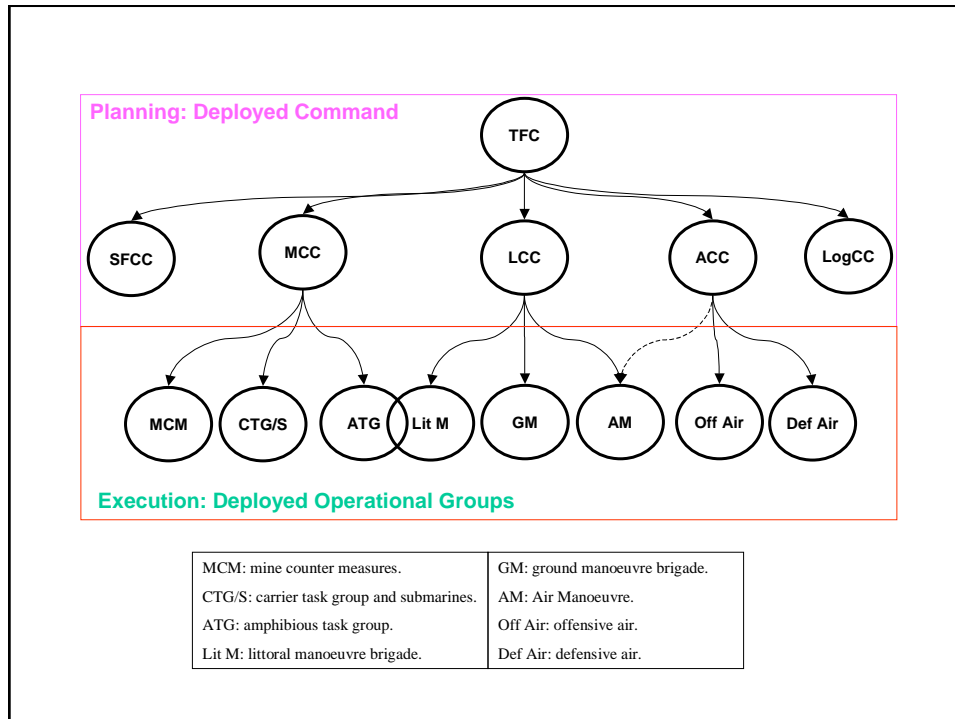 Planning: Deployed Command
TFC
SFCC
MCC
LCC
ACC
LogCC
MCM
CTG/S
ATG
Lit M
GM
AM
Off Air
Def Air
Execution: Deployed Operational Groups
MCM: mine counter measures.
CTG/S: carrier task group and submarines.
ATG: amphibious task group.
Lit M: littoral manoeuvre brigade.
GM: ground manoeuvre brigade.
AM: Air Manoeuvre.
Off Air: offensive air.
Def Air: defensive air.